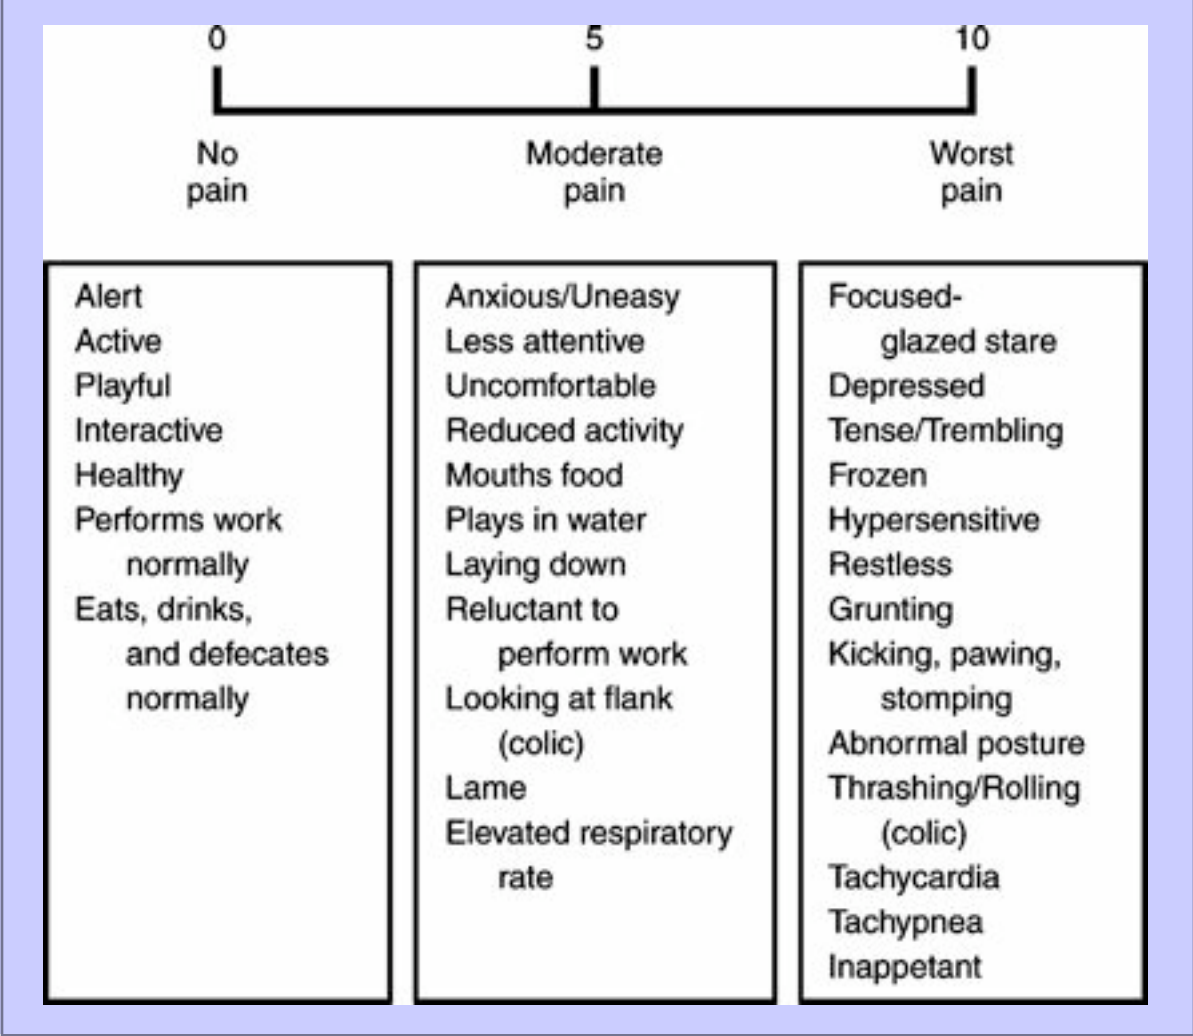 0 5 10
No
pain
Moderate
pain
Worst
pain
Alert
Active
Playful
Interactive
Healthy
Performs work
normally
Eats, drinks,
and defecates
normally
Anxious/Uneasy
Less attentive
Uncomfortable
Reduced activity
Mouths food
Plays in water
Laying down
Reluctant to
perform work
Looking at flank
(colic)
Lame
Elevated respiratory
rate
Focused-
glazed stare
Depressed
Tense/Trembling
Frozen
Hypersensitive
Restless
Grunting
Kicking, pawing,
stomping
Abnormal posture
Thrashing/Rolling
(colic)
Tachycardia
Tachypnea
Inappetant